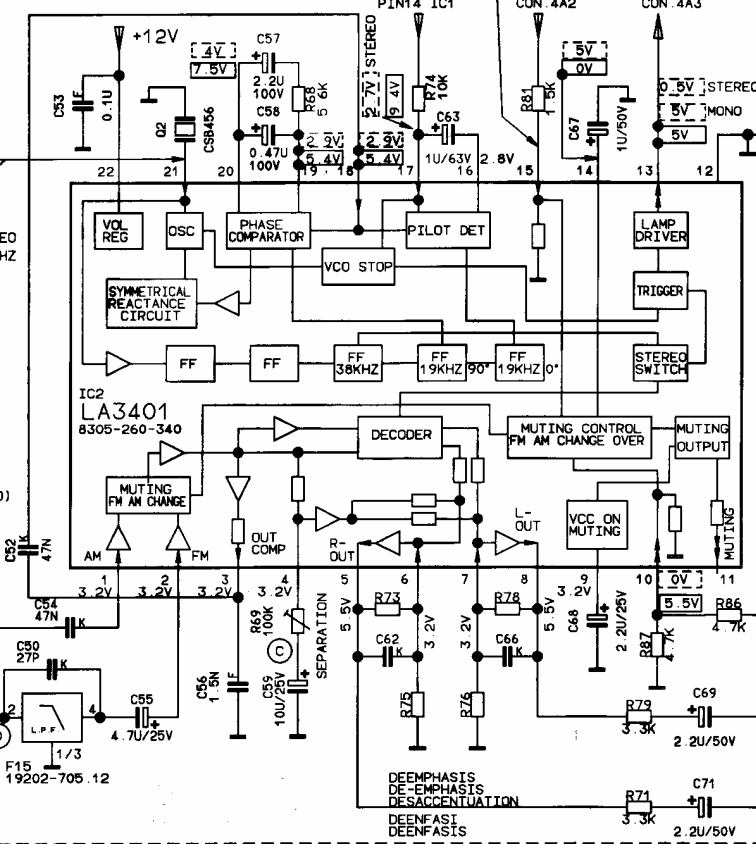 PIN14 IC1
CON.4A2
CON.4A3
+12V
C53
0.1U
Q2
CSB456
4V
7.5V
C57
2.2U
100V
R68
5.6K
C58
0.47U
100V
2.9V
5.4V
2.9V
5.4V
STEREO
2.7V
9.4V
R74
10K
C63
1U/63V
2.8V
R81
1.5K
5V
0V
C67
1U/50V
0.5V STEREO
5V MONO
5V
22
21
20
19
18
17
16
15
14
13
12
VOL
REG
OSC
PHASE
COMPARATOR
PILOT DET
LAMP
DRIVER
VCO STOP
SYMMETRICAL
REACTANCE
CIRCUIT
TRIGGER
HZ
FF
FF
FF
38KHZ
FF
19KHZ
90°
FF
19KHZ
0°
STEREO
SWITCH
IC2
LA3401
8305-260-340
DECODER
MUTING CONTROL
FM AM CHANGE OVER
MUTING
OUTPUT
MUTING
FM AM CHANGE
VCC ON
MUTING
AM
FM
OUT
COMP
R-
OUT
L-
OUT
MUTING
C52
K
47N
1
2
3
4
5
6
7
8
9
10
11
3.2V
3.2V
3.2V
3.2V
5.5V
3.2V
3.2V
5.5V
3.2V
0V
5.5V
C54
47N
K
C50
27P
K
R69
100K
C
SEPARATION
R73
C62
K
R78
C66
K
C68
2.2U/25V
R87
4.7K
R86
4.7K
2
L.P.F.
4
1/3
F15
19202-705.12
C55
4.7U/25V
C56
1.5N
C59
10U/25V
R75
R76
R79
3.3K
C69
2.2U/50V
R71
3.3K
C71
2.2U/50V
DEEMPHASIS
DE-EMPHASIS
DESACCENTUATION
DEENFASI
DEENFASIS